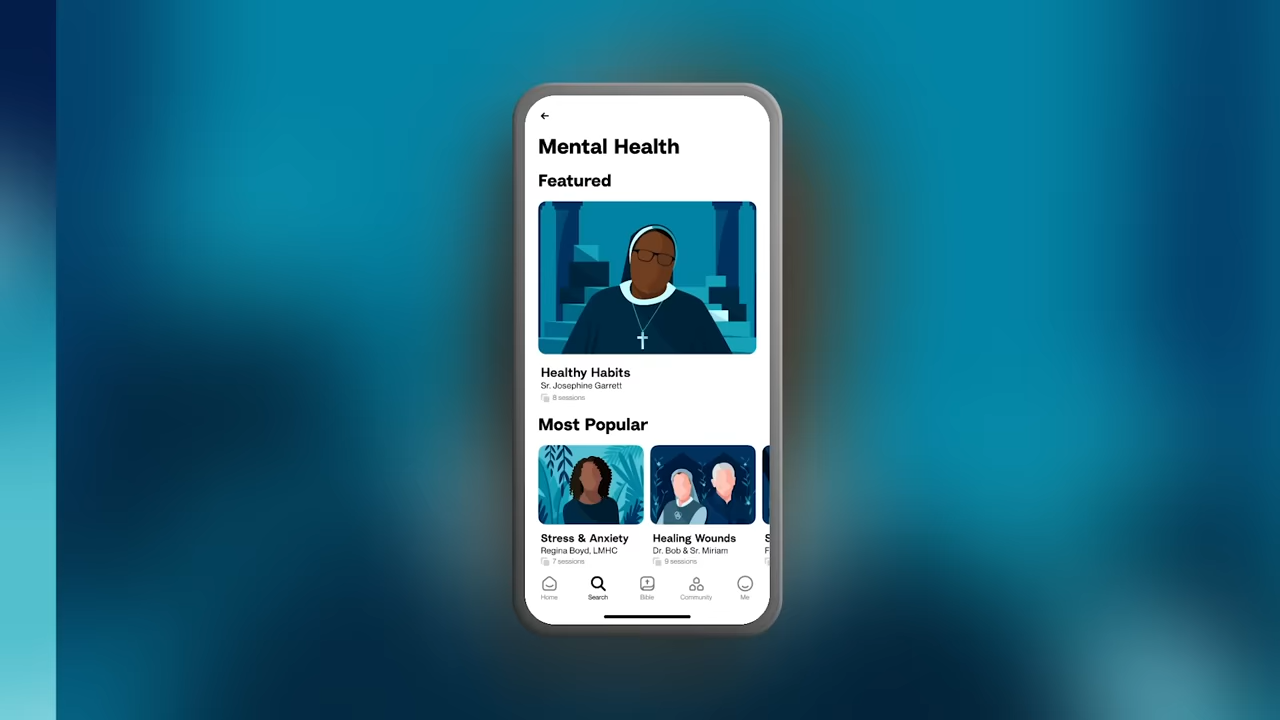 Mental Health
Featured
Healthy Habits
Sr. Josephine Garrett
8 sessions
Most Popular
Stress & Anxiety
Regina Boyd, LMHC
7 sessions
Healing Wounds
Dr. Bob & Sr. Miriam
9 sessions
S
F
Home
Search
Bible
Community
Me